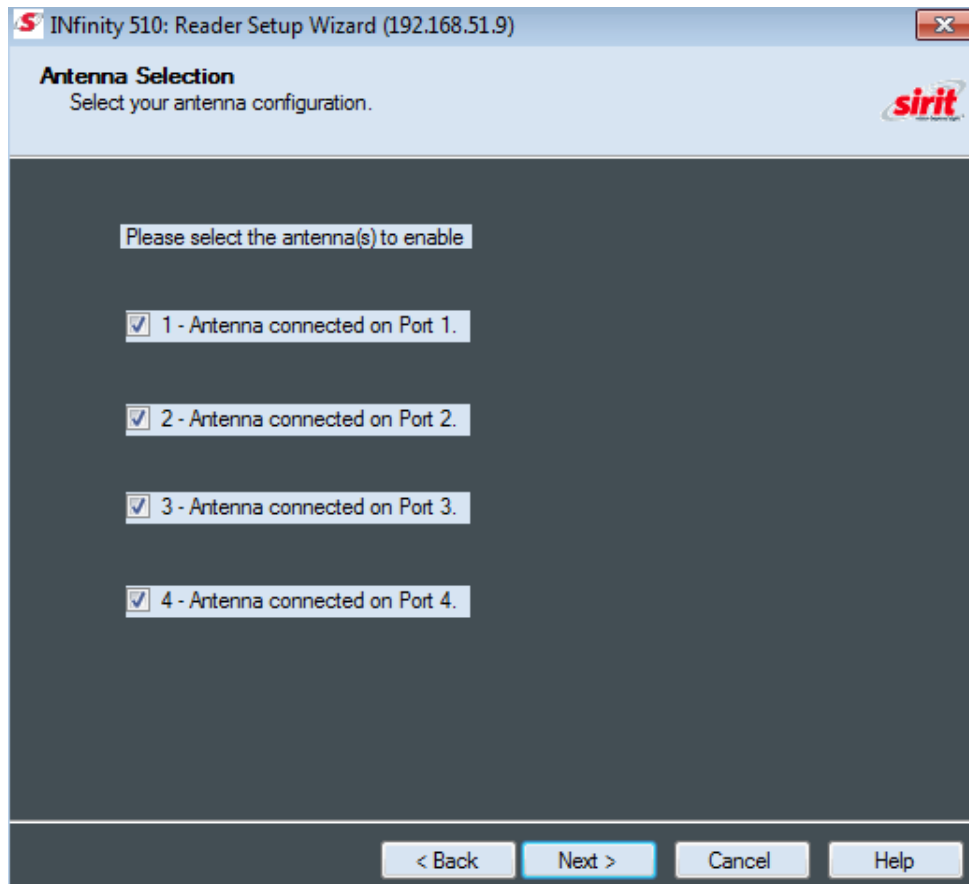 INfinity 510: Reader Setup Wizard (192.168.51.9)
Antenna Selection
Select your antenna configuration.
sirit
Please select the antenna(s) to enable
1 - Antenna connected on Port 1.
2 - Antenna connected on Port 2.
3 - Antenna connected on Port 3.
4 - Antenna connected on Port 4.
< Back Next > Cancel Help